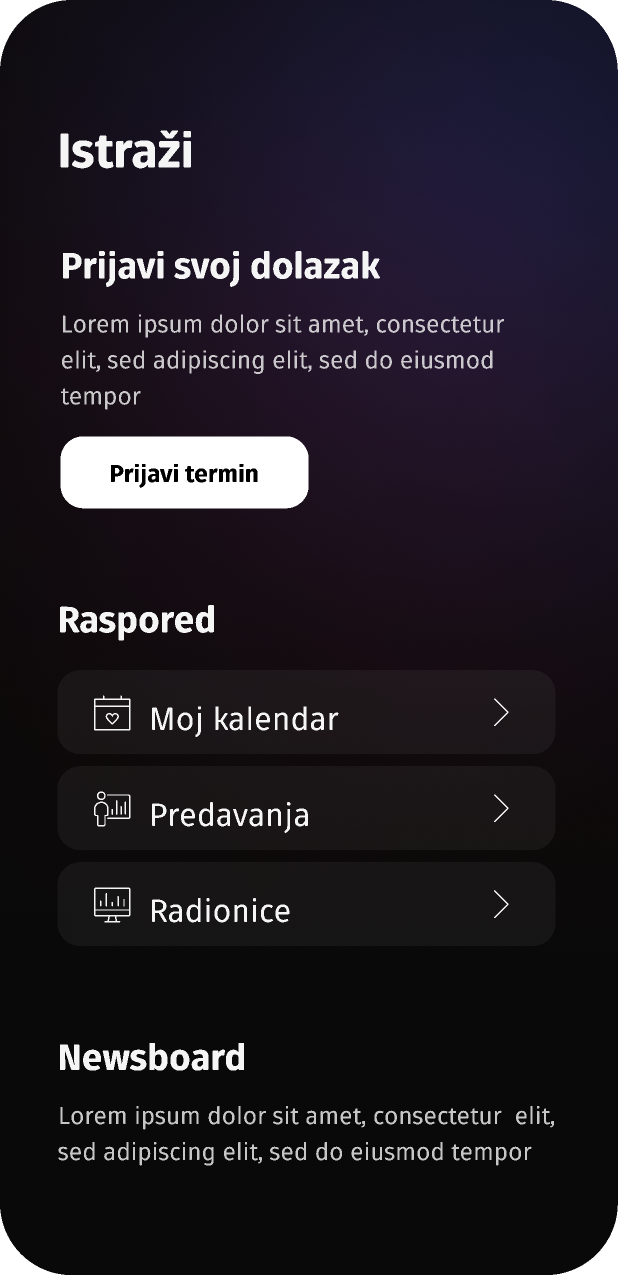 Istraži
Prijavi svoj dolazak
Lorem ipsum dolor sit amet, consectetur
elit, sed adipiscing elit, sed do eiusmod
tempor
Prijavi termin
Raspored
Moj kalendar
Predavanja
Radionice
Newsboard
Lorem ipsum dolor sit amet, consectetur  elit,
sed adipiscing elit, sed do eiusmod tempor